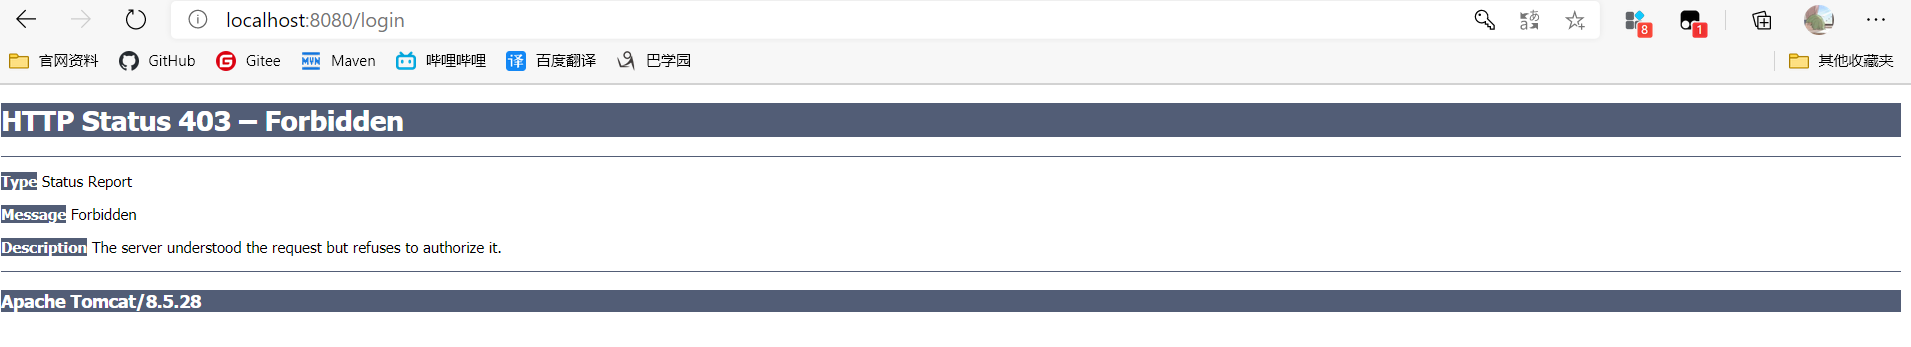 localhost:8080/login
8
1
官网资料 GitHub Gitee MVN Maven 哔哩哔哩 译 百度翻译 巴学园 其他收藏夹
HTTP Status 403 – Forbidden
Type Status Report
Message Forbidden
Description The server understood the request but refuses to authorize it.
Apache Tomcat/8.5.28